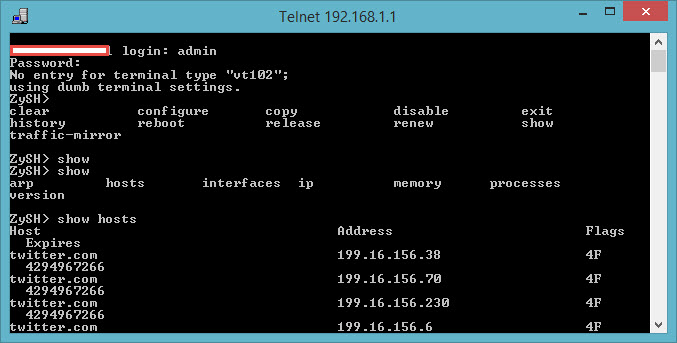 Telnet 192.168.1.1
login: admin
Password:
No entry for terminal type "vt102";
using dumb terminal settings.
ZySH>
clear configure copy disable exit
history reboot release renew show
traffic-mirror
ZySH> show
ZySH> show
arp hosts interfaces ip memory processes
version
ZySH> show hosts
Host Address Flags
Expires
twitter.com 199.16.156.38 4F
4294967266
twitter.com 199.16.156.70 4F
4294967266
twitter.com 199.16.156.230 4F
4294967266
twitter.com 199.16.156.6 4F